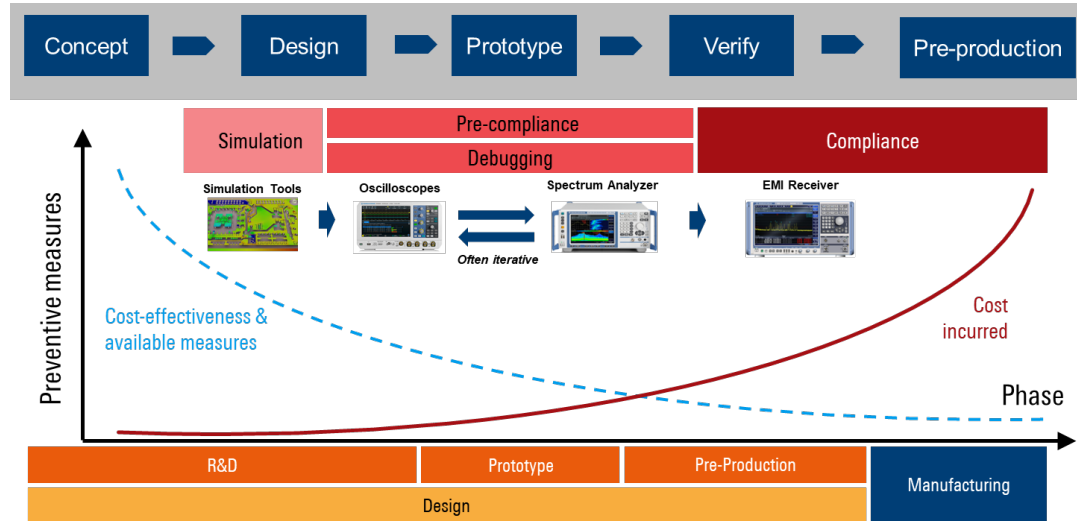 Concept
Design
Prototype
Verify
Pre-production
Simulation
Pre-compliance
Debugging
Compliance
Simulation Tools
Oscilloscopes
Spectrum Analyzer
EMI Receiver
Often iterative
Preventive measures
Cost-effectiveness &
available measures
Cost
incurred
Phase
R&D
Prototype
Pre-Production
Manufacturing
Design